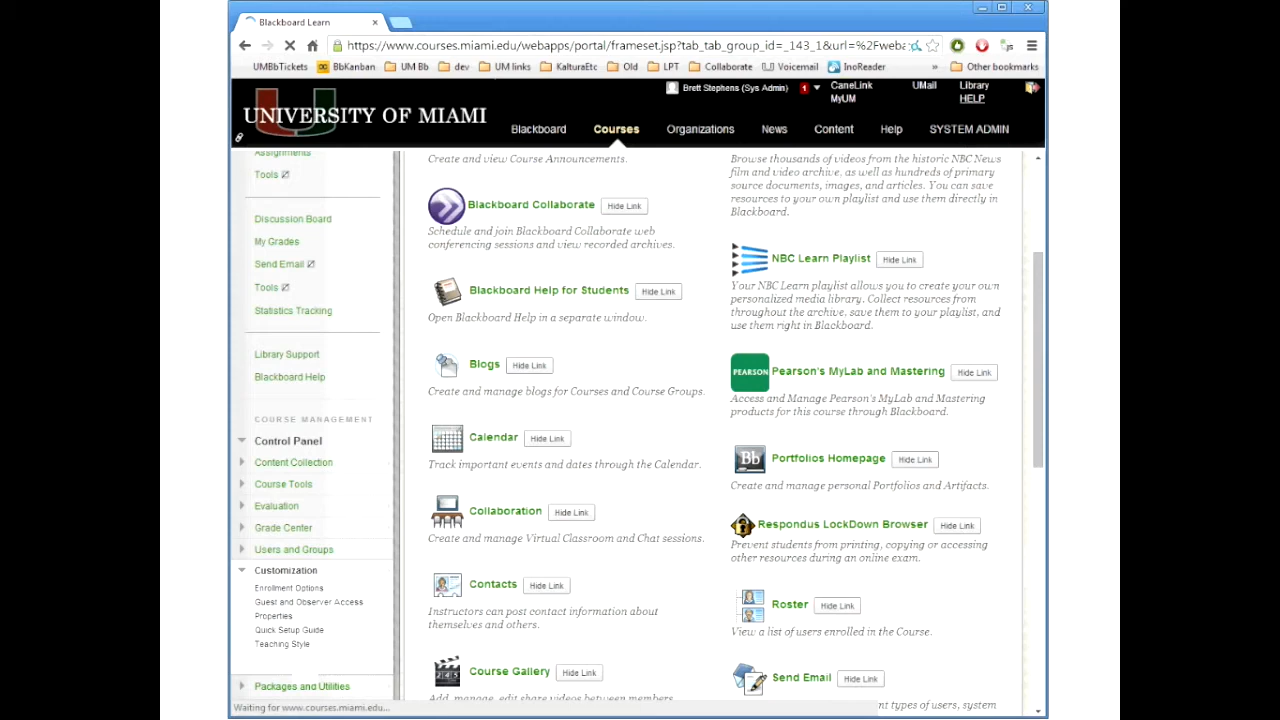 Blackboard Learn
https://www.courses.miami.edu/webapps/portal/frameset.jsp?tab_tab_group_id=_143_1&url=%2Fweba
UMBbTickets BbKanban UM Bb dev UM links KalturaEtc Old LPT Collaborate Voicemail InoReader » Other bookmarks
Brett Stephens (Sys Admin) 1 CaneLink UMail Library
MyUM HELP
UNIVERSITY OF MIAMI
Blackboard Courses Organizations News Content Help SYSTEM ADMIN
Assignments
Tools
Discussion Board
My Grades
Send Email
Tools
Statistics Tracking
Library Support
Blackboard Help
COURSE MANAGEMENT
Control Panel
Content Collection
Course Tools
Evaluation
Grade Center
Users and Groups
Customization
Enrollment Options
Guest and Observer Access
Properties
Quick Setup Guide
Teaching Style
Packages and Utilities
Waiting for www.courses.miami.edu...
Create and view Course Announcements.
Blackboard Collaborate Hide Link
Schedule and join Blackboard Collaborate web
conferencing sessions and view recorded archives.
Blackboard Help for Students Hide Link
Open Blackboard Help in a separate window.
Blogs Hide Link
Create and manage blogs for Courses and Course Groups.
Calendar Hide Link
Track important events and dates through the Calendar.
Collaboration Hide Link
Create and manage Virtual Classroom and Chat sessions.
Contacts Hide Link
Instructors can post contact information about
themselves and others.
Course Gallery Hide Link
Add, manage, edit share videos between members
Browse thousands of videos from the historic NBC News
film and video archive, as well as hundreds of primary
source documents, images, and articles. You can save
resources to your own playlist and use them directly in
Blackboard.
NBC Learn Playlist Hide Link
Your NBC Learn playlist allows you to create your own
personalized media library. Collect resources from
throughout the archive, save them to your playlist, and
use them right in Blackboard.
PEARSON
Pearson's MyLab and Mastering Hide Link
Access and Manage Pearson's MyLab and Mastering
products for this course through Blackboard.
Bb
Portfolios Homepage Hide Link
Create and manage personal Portfolios and Artifacts.
Respondus LockDown Browser Hide Link
Prevent students from printing, copying or accessing
other resources during an online exam.
Roster Hide Link
View a list of users enrolled in the Course.
Send Email Hide Link
nt types of users, system